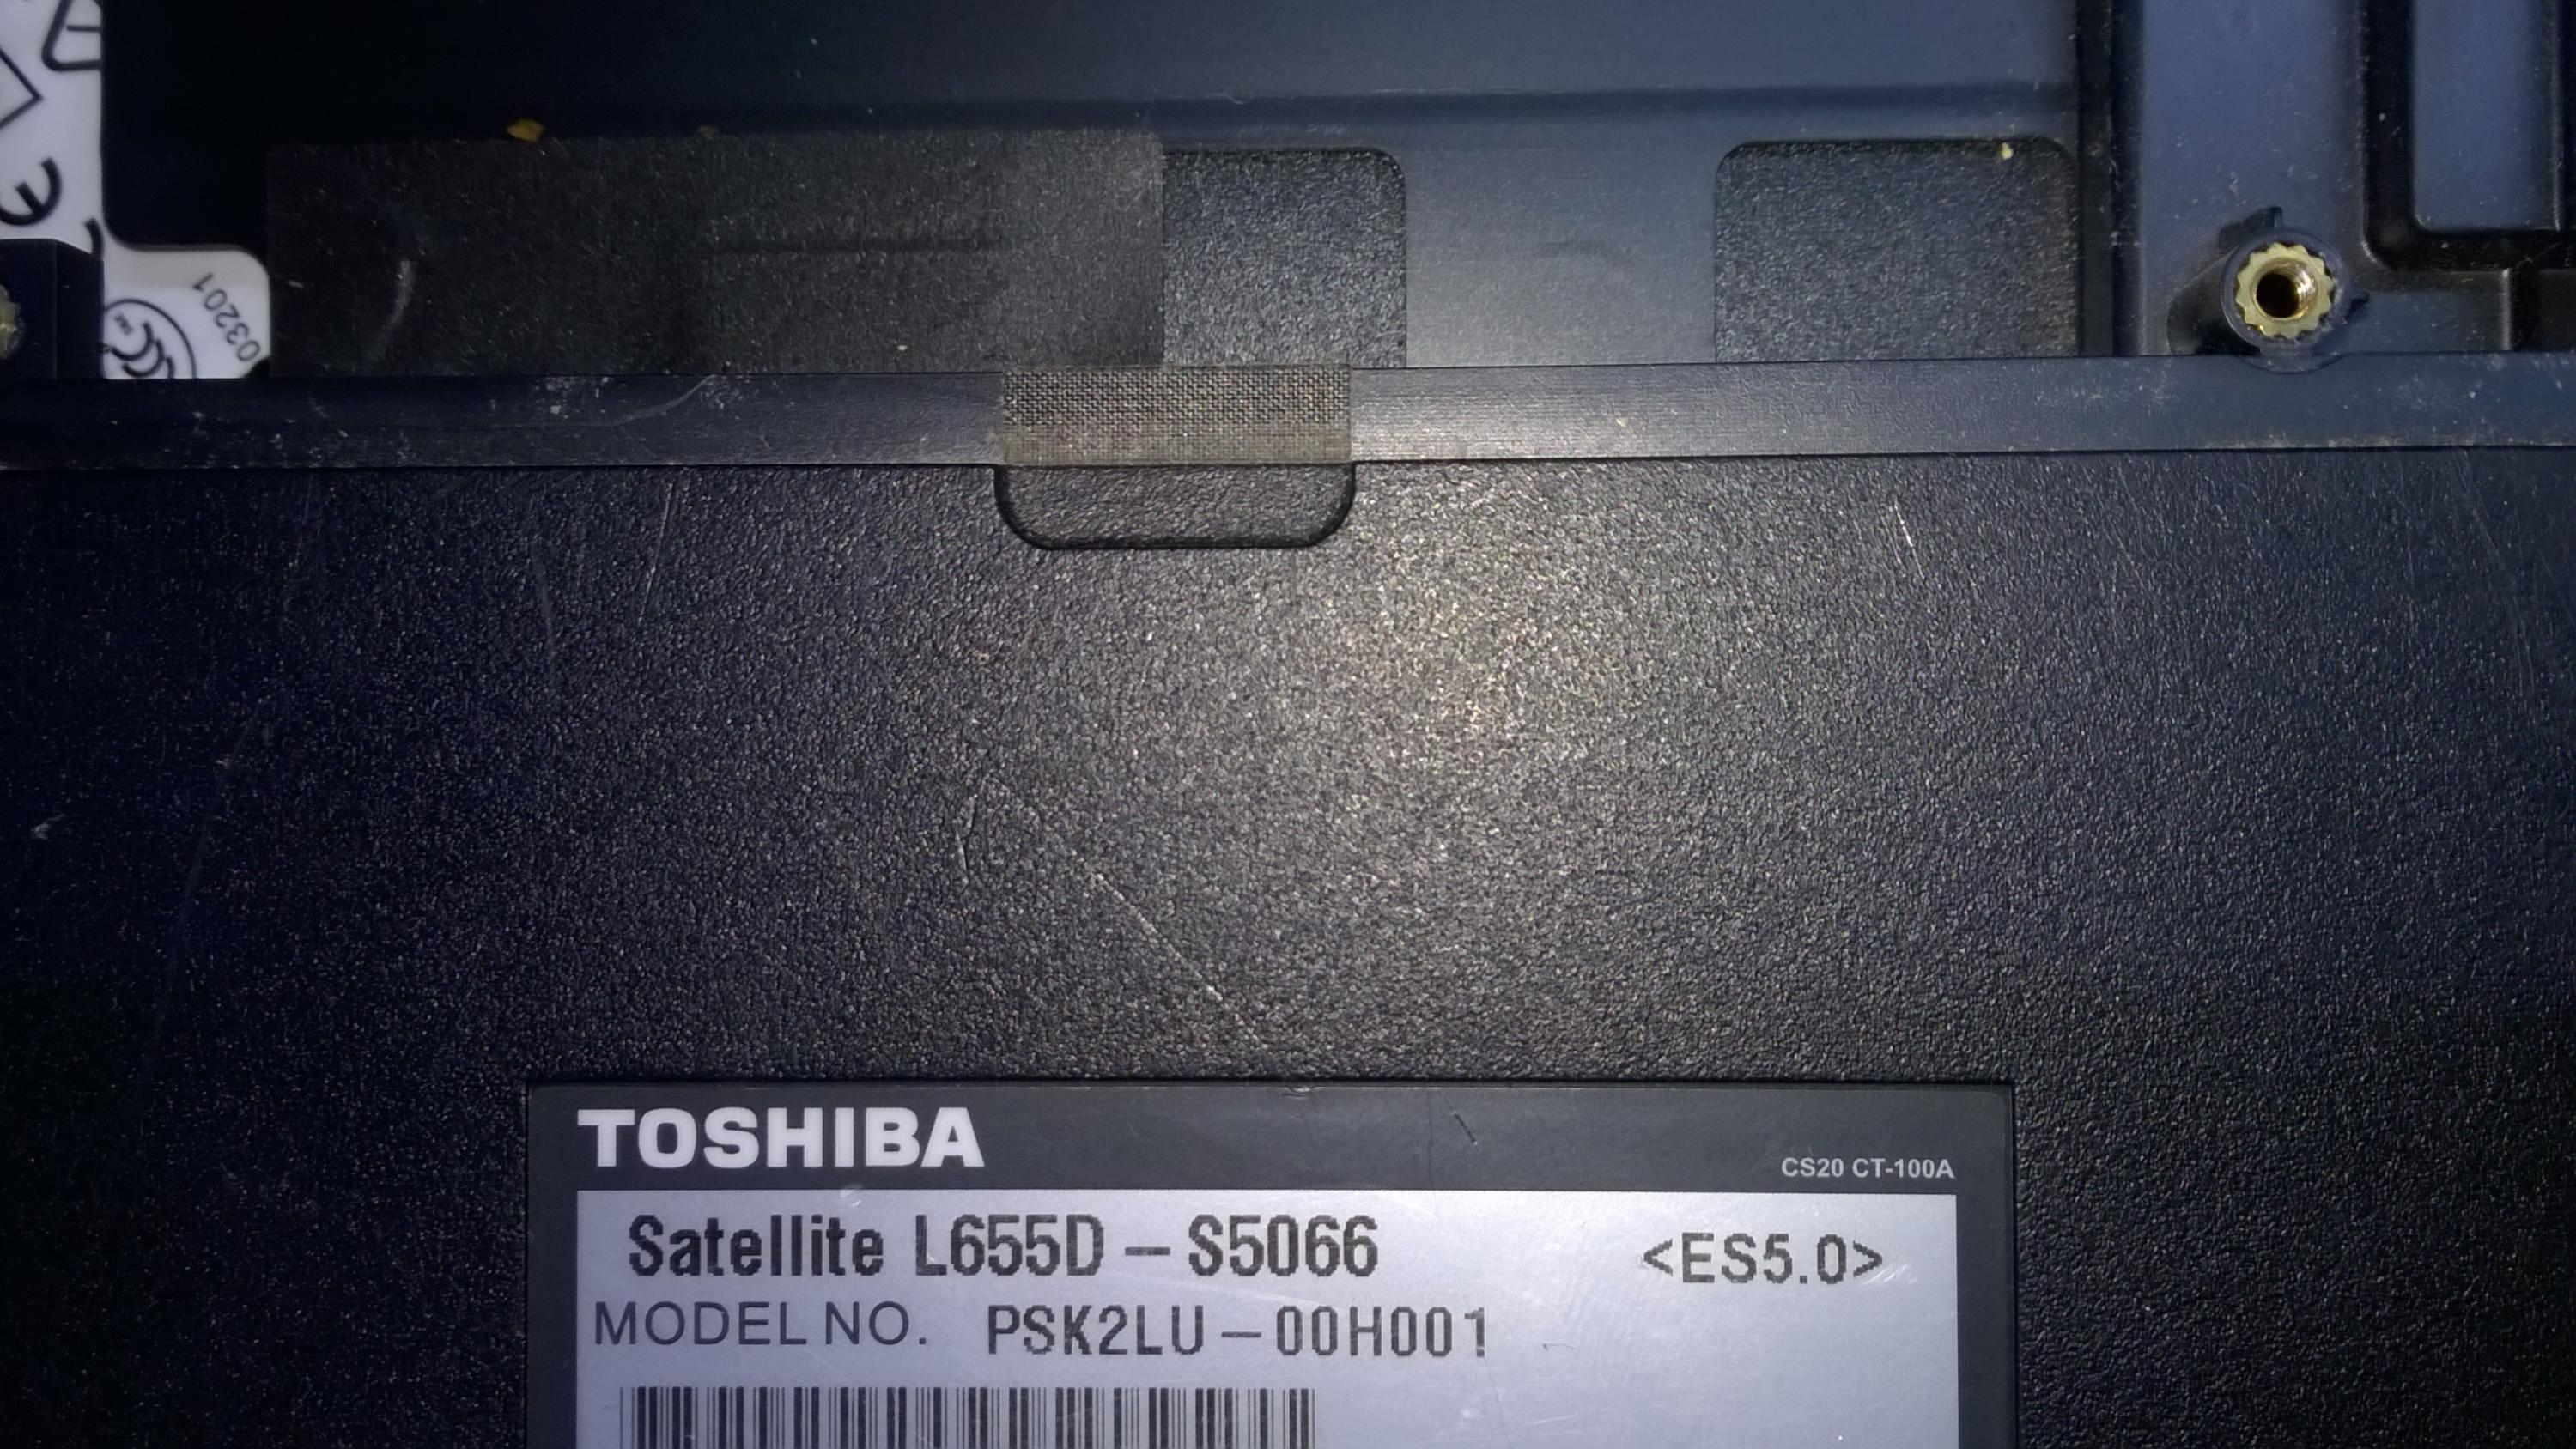 03201
TOSHIBA
CS20 CT-100A
Satellite L655D-S5066 <ES5.0>
MODEL NO. PSK2LU-00H001